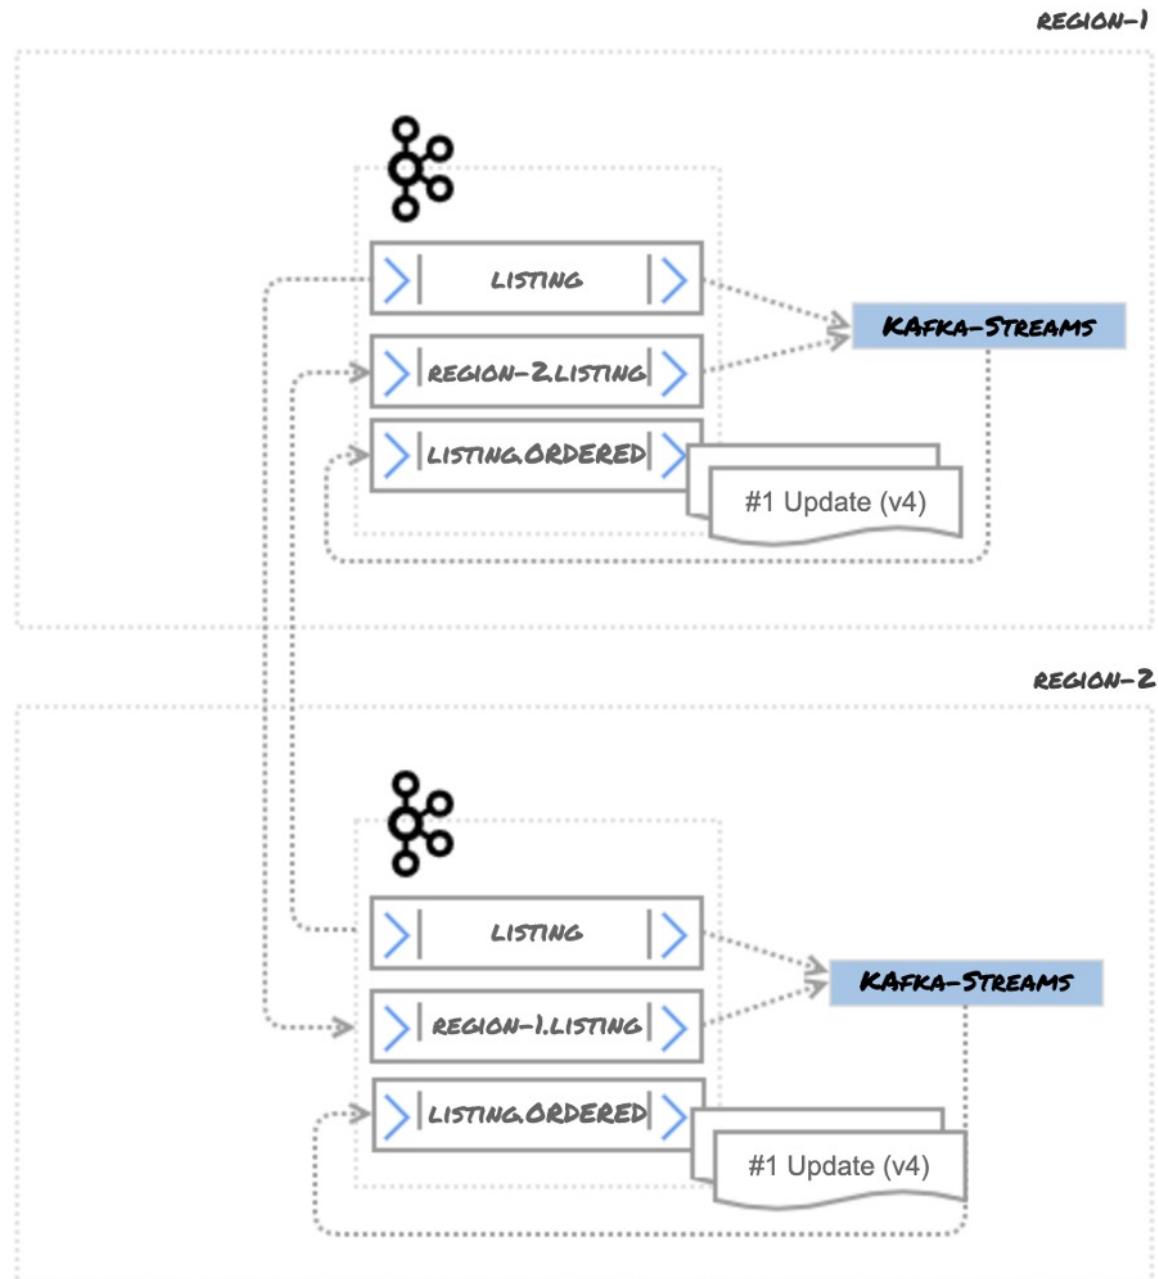 REGION-1
LISTING
KAFKA-STREAMS
REGION-2.LISTING
LISTING.ORDERED
#1 Update (v4)
REGION-2
LISTING
KAFKA-STREAMS
REGION-1.LISTING
LISTING.ORDERED
#1 Update (v4)